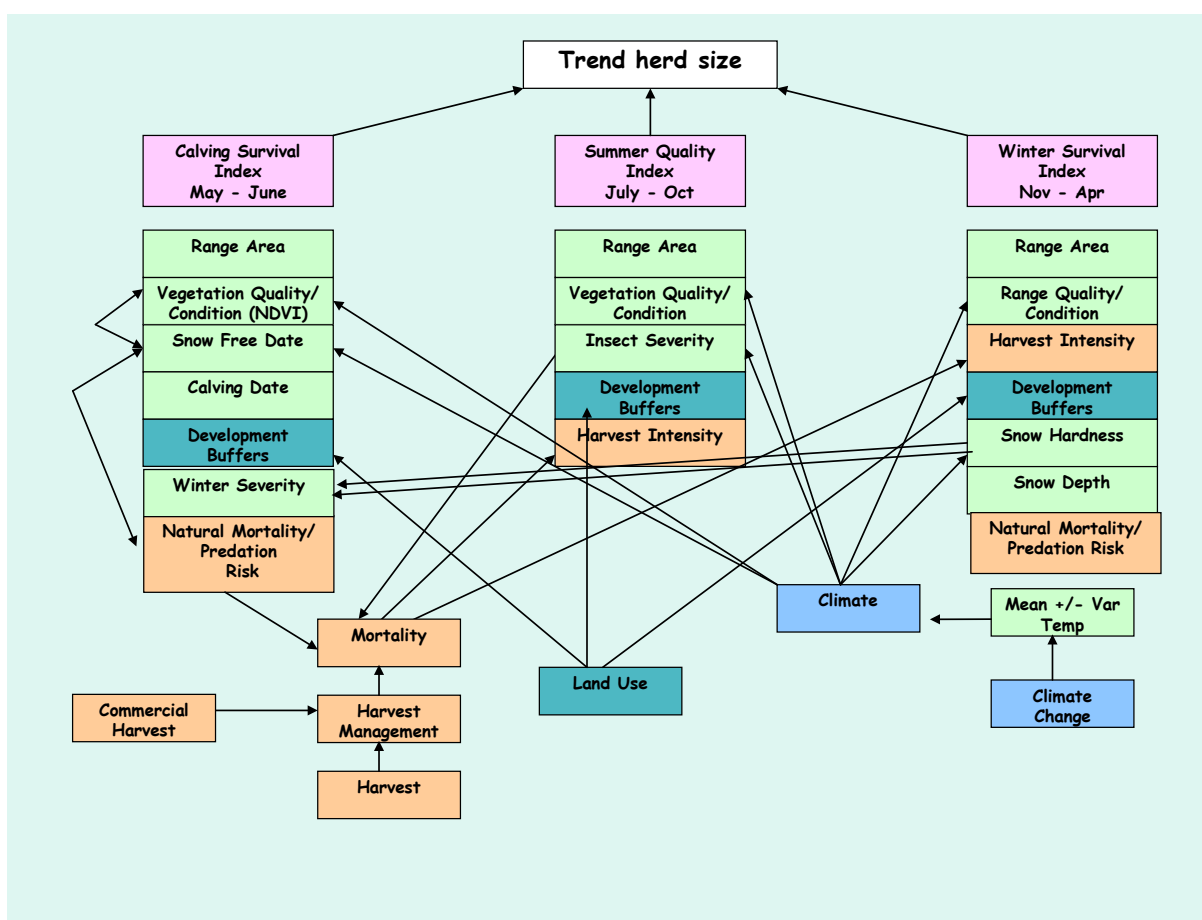 Trend herd size
Calving Survival
Index
May - June
Summer Quality
Index
July - Oct
Winter Survival
Index
Nov - Apr
Range Area
Vegetation Quality/
Condition (NDVI)
Snow Free Date
Calving Date
Development
Buffers
Winter Severity
Natural Mortality/
Predation
Risk
Range Area
Vegetation Quality/
Condition
Insect Severity
Development
Buffers
Harvest Intensity
Range Area
Range Quality/
Condition
Harvest Intensity
Development
Buffers
Snow Hardness
Snow Depth
Natural Mortality/
Predation Risk
Climate
Mean +/- Var
Temp
Mortality
Land Use
Climate
Change
Commercial
Harvest
Harvest
Management
Harvest